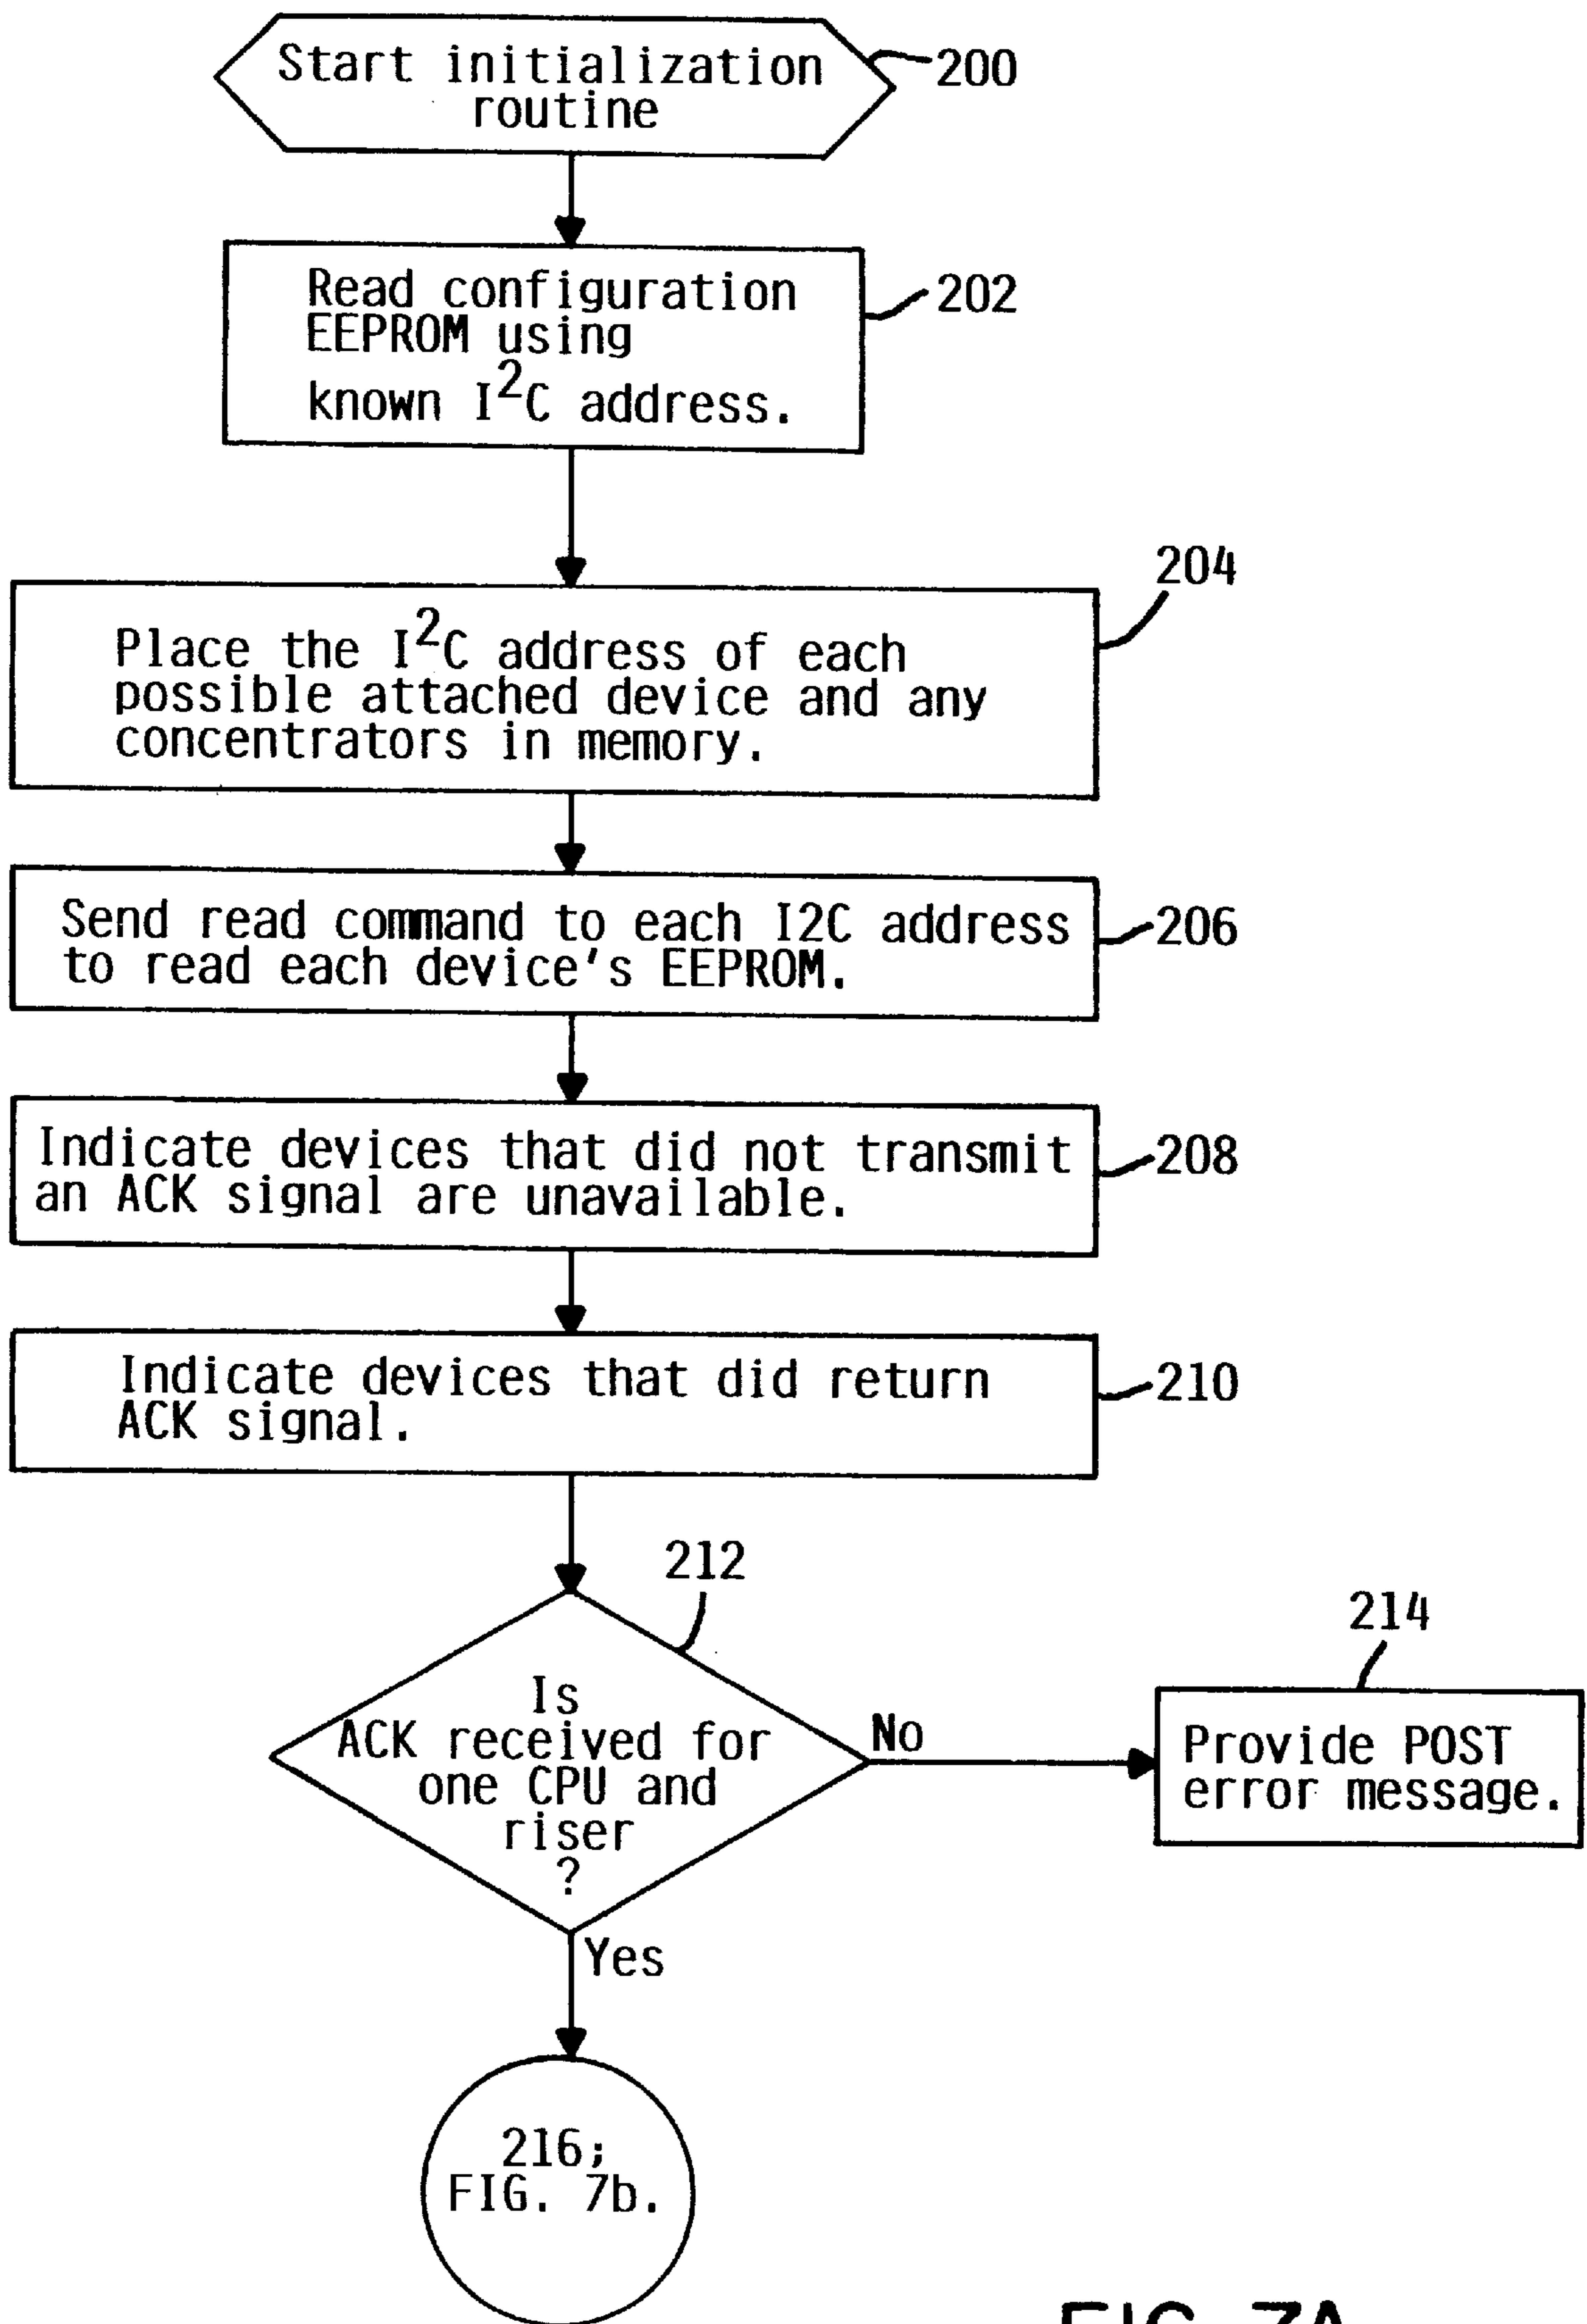 Start initialization
routine
200
Read configuration
EEPROM using
known I²C address.
202
204
Place the I²C address of each
possible attached device and any
concentrators in memory.
Send read command to each I2C address
to read each device's EEPROM.
206
Indicate devices that did not transmit
an ACK signal are unavailable.
208
Indicate devices that did return
ACK signal.
210
212
Is
ACK received for
one CPU and
riser
?
No
214
Provide POST
error message.
Yes
216;
FIG. 7b.
FIG. 7A